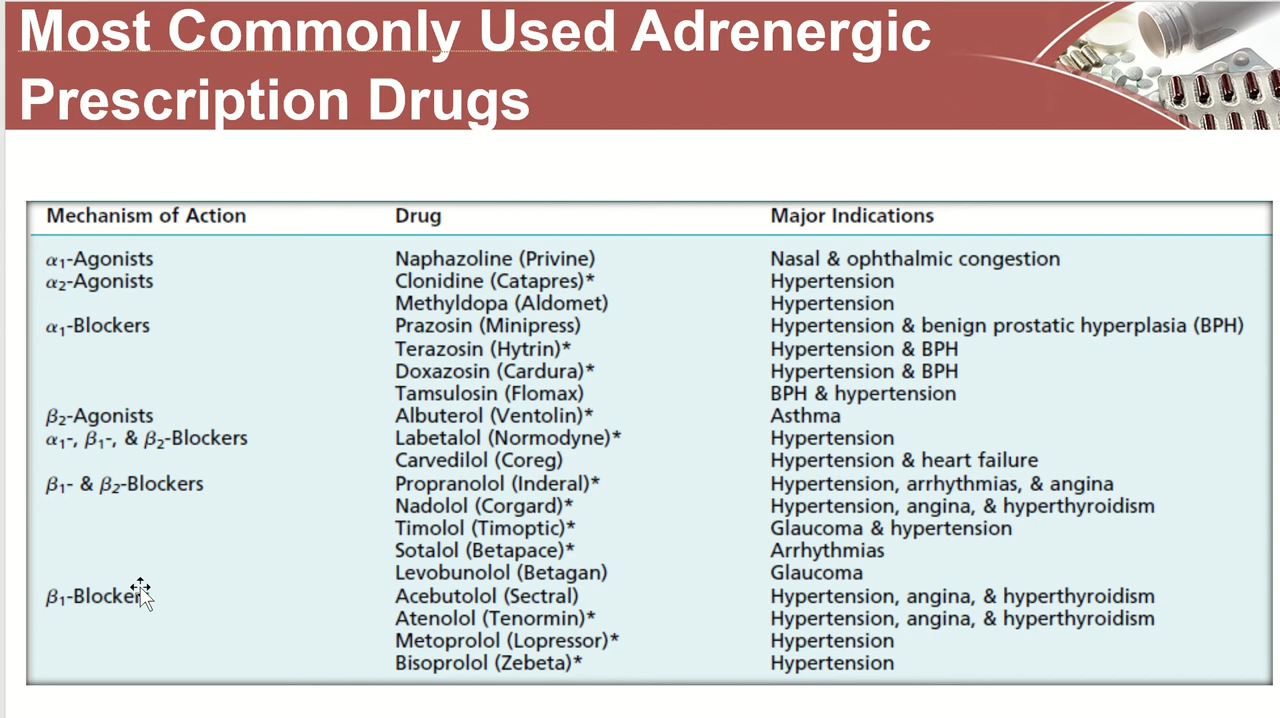 Most Commonly Used Adrenergic
Prescription Drugs
Mechanism of Action Drug Major Indications
α₁-Agonists Naphazoline (Privine) Nasal & ophthalmic congestion
α₂-Agonists Clonidine (Catapres)* Hypertension
Methyldopa (Aldomet) Hypertension
α₁-Blockers Prazosin (Minipress) Hypertension & benign prostatic hyperplasia (BPH)
Terazosin (Hytrin)* Hypertension & BPH
Doxazosin (Cardura)* Hypertension & BPH
Tamsulosin (Flomax) BPH & hypertension
β₂-Agonists Albuterol (Ventolin)* Asthma
α₁-, β₁-, & β₂-Blockers Labetalol (Normodyne)* Hypertension
Carvedilol (Coreg) Hypertension & heart failure
β₁- & β₂-Blockers Propranolol (Inderal)* Hypertension, arrhythmias, & angina
Nadolol (Corgard)* Hypertension, angina, & hyperthyroidism
Timolol (Timoptic)* Glaucoma & hypertension
Sotalol (Betapace)* Arrhythmias
Levobunolol (Betagan) Glaucoma
β₁-Blockers Acebutolol (Sectral) Hypertension, angina, & hyperthyroidism
Atenolol (Tenormin)* Hypertension, angina, & hyperthyroidism
Metoprolol (Lopressor)* Hypertension
Bisoprolol (Zebeta)* Hypertension